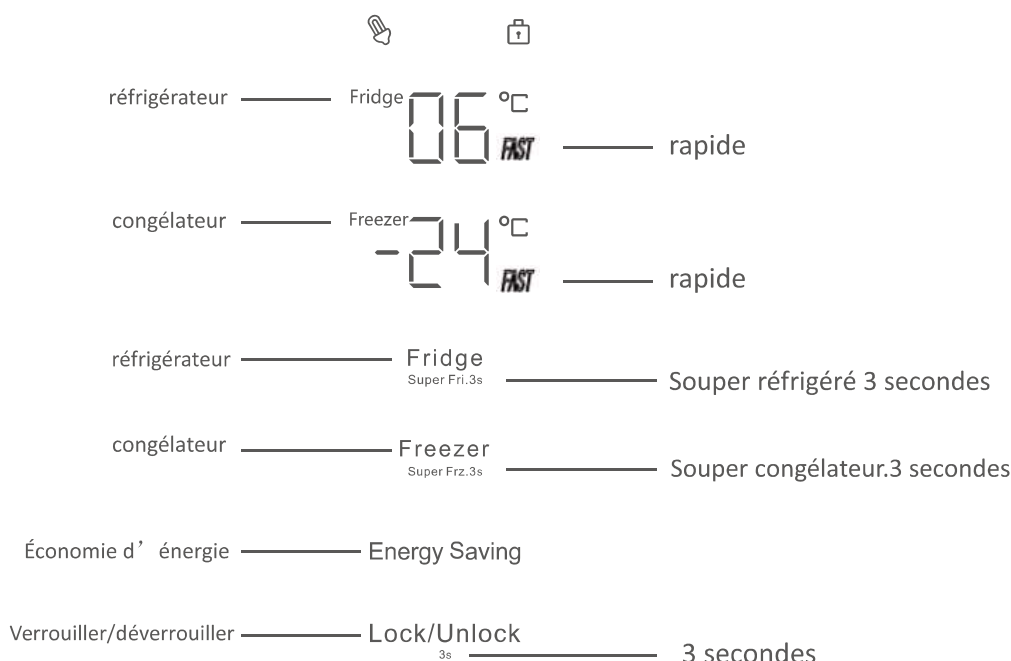 réfrigérateur Fridge 06 °C
FAST rapide
congélateur Freezer -24 °C
FAST rapide
réfrigérateur Fridge
Super Fri.3s Souper réfrigéré 3 secondes
congélateur Freezer
Super Frz.3s Souper congélateur.3 secondes
Économie d’ énergie Energy Saving
Verrouiller/déverrouiller Lock/Unlock
3s 3 secondes